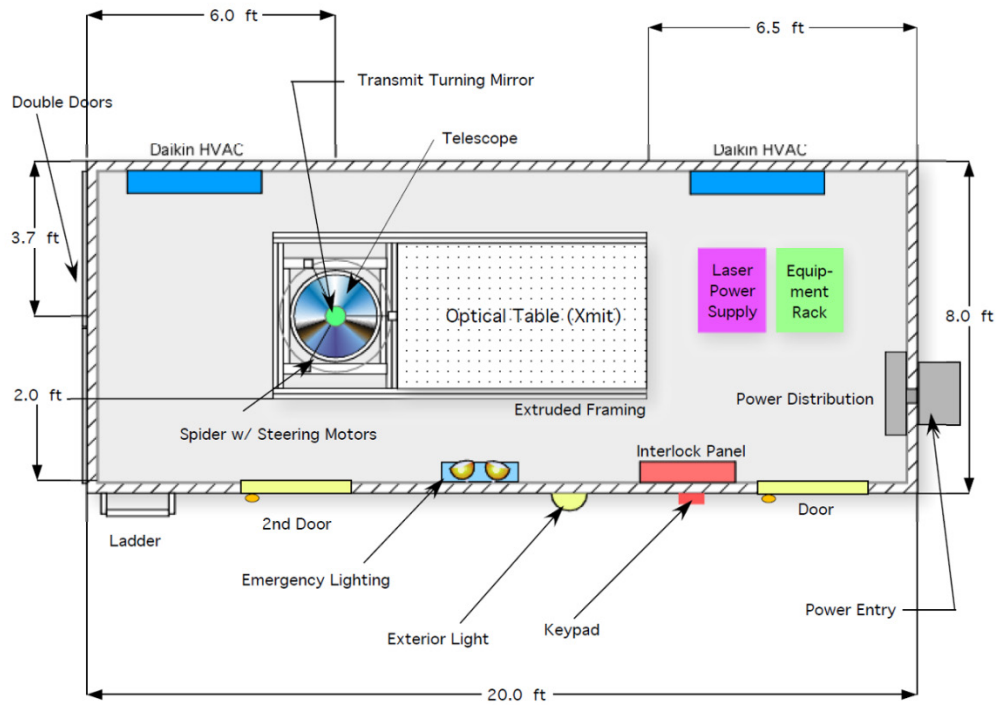 6.0 ft
6.5 ft
Transmit Turning Mirror
Double Doors
Telescope
Daikin HVAC
Daikin HVAC
3.7 ft
Laser
Power
Supply
Equip-
ment
Rack
Optical Table (Xmit)
8.0 ft
2.0 ft
Power Distribution
Extruded Framing
Spider w/ Steering Motors
Interlock Panel
2nd Door
Door
Ladder
Emergency Lighting
Power Entry
Keypad
Exterior Light
20.0 ft